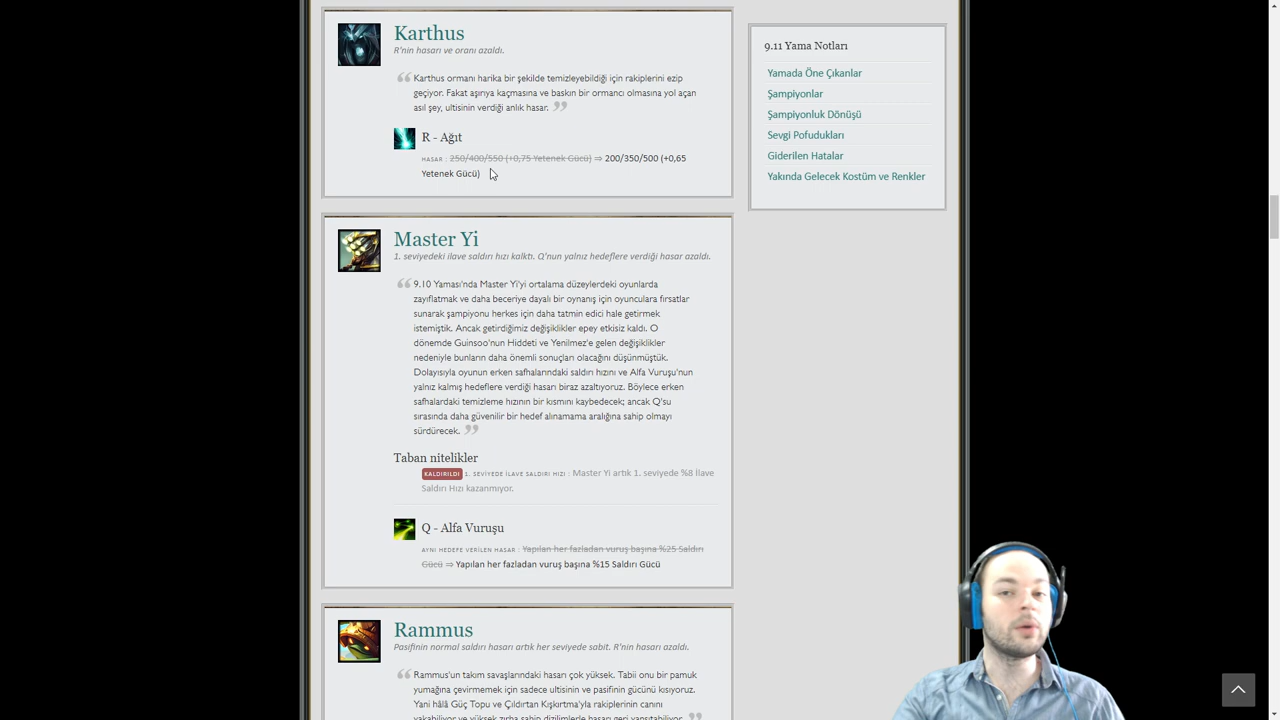 Karthus
R'nin hasarı ve oranı azaldı.
Karthus ormanı harika bir şekilde temizleyebildiği için rakiplerini ezip
geçiyor. Fakat aşırıya kaçmasına ve baskın bir ormancı olmasına yol açan
asıl şey, ultisinin verdiği anlık hasar.
R - Ağıt
HASAR : 250/400/550 (+0,75 Yetenek Gücü) ⇒ 200/350/500 (+0,65
Yetenek Gücü)
Master Yi
1. seviyedeki ilave saldırı hızı kalktı. Q'nun yalnız hedeflere verdiği hasar azaldı.
9.10 Yaması'nda Master Yi'yi ortalama düzeylerdeki oyunlarda
zayıflatmak ve daha beceriye dayalı bir oynanış için oyunculara fırsatlar
sunarak şampiyonu herkes için daha tatmin edici hale getirmek
istemiştik. Ancak getirdiğimiz değişiklikler epey etkisiz kaldı. O
dönemde Guinsoo'nun Hiddeti ve Yenilmez'e gelen değişiklikler
nedeniyle bunların daha önemli sonuçları olacağını düşünmüştük.
Dolayısıyla oyunun erken safhalarındaki saldırı hızını ve Alfa Vuruşu'nun
yalnız kalmış hedeflere verdiği hasarı biraz azaltıyoruz. Böylece erken
safhalardaki temizleme hızının bir kısmını kaybedecek; ancak Q'su
sırasında daha güvenilir bir hedef alınamama aralığına sahip olmayı
sürdürecek.
Taban nitelikler
KALDIRILDI 1. SEVİYEDE İLAVE SALDIRI HIZI : Master Yi artık 1. seviyede %8 İlave
Saldırı Hızı kazanmıyor.
Q - Alfa Vuruşu
AYNI HEDEFE VERİLEN HASAR : Yapılan her fazladan vuruş başına %25 Saldırı
Gücü ⇒ Yapılan her fazladan vuruş başına %15 Saldırı Gücü
Rammus
Pasifinin normal saldırı hasarı artık her seviyede sabit. R'nin hasarı azaldı.
Rammus'un takım savaşlarındaki hasarı çok yüksek. Tabii onu bir pamuk
yumağına çevirmemek için sadece ultisinin ve pasifinin gücünü kısıyoruz.
Yani hâlâ Güç Topu ve Çıldırtan Kışkırtma'yla rakiplerinin canını
yakabiliyor ve yüksek zırha sahip dizilimlerle hasarı geri yansıtabiliyor.
9.11 Yama Notları
Yamada Öne Çıkanlar
Şampiyonlar
Şampiyonluk Dönüşü
Sevgi Pofudukları
Giderilen Hatalar
Yakında Gelecek Kostüm ve Renkler